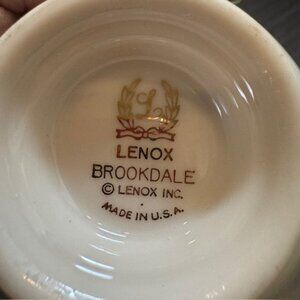 L
LENOX
BROOKDALE
© LENOX INC.
MADE IN U.S.A.